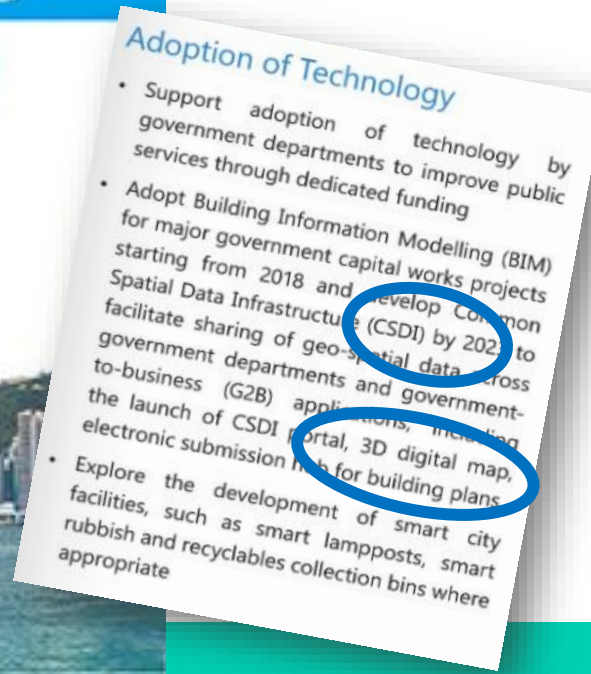 Adoption of Technology
• Support adoption of technology by
government departments to improve public
services through dedicated funding
• Adopt Building Information Modelling (BIM)
for major government capital works projects
starting from 2018 and develop Common
Spatial Data Infrastructure (CSDI) by to
facilitate sharing of geo-spatial data across
government departments and government-
to-business (G2B) applications, including
the launch of CSDI portal, 3D digital map,
electronic submission hub for building plans
• Explore the development of smart city
facilities, such as smart lampposts, smart
rubbish and recyclables collection bins where
appropriate